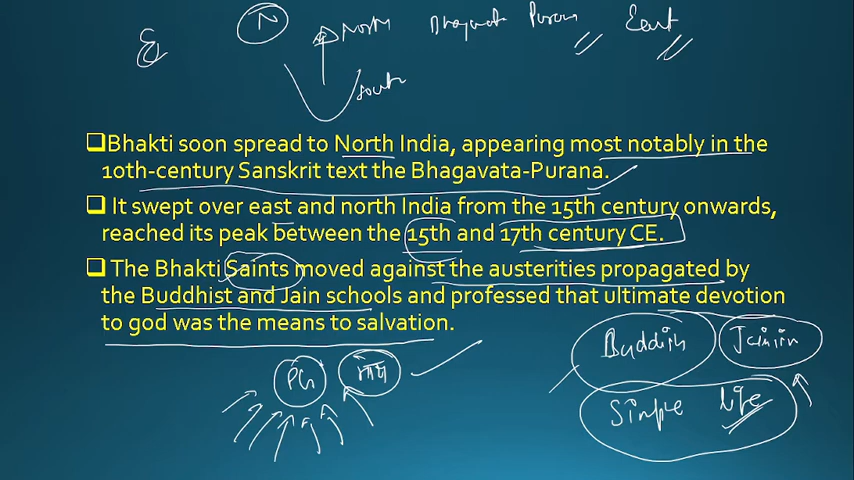 N North Bhagavat Puran East
South
❑Bhakti soon spread to North India, appearing most notably in the
10th-century Sanskrit text the Bhagavata-Purana.
❑ It swept over east and north India from the 15th century onwards,
reached its peak between the 15th and 17th century CE.
❑ The Bhakti Saints moved against the austerities propagated by
the Buddhist and Jain schools and professed that ultimate devotion
to god was the means to salvation.
Buddhism Jainism
Simple life